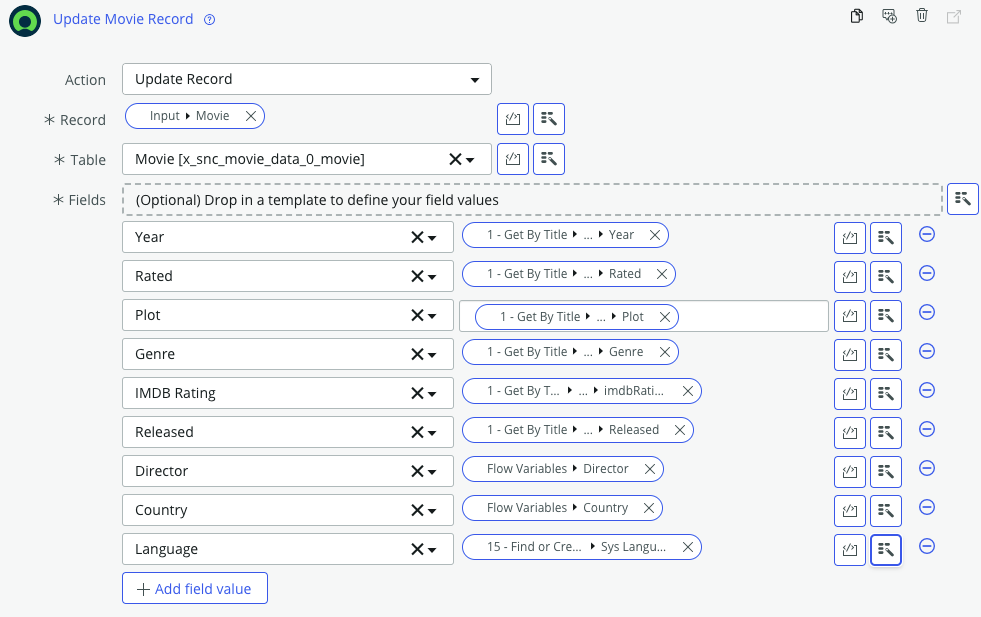 Update Movie Record
Action Update Record
Record Input Movie
Table Movie [x_snc_movie_data_0_movie]
Fields (Optional) Drop in a template to define your field values
Year 1 - Get By Title ... Year
Rated 1 - Get By Title ... Rated
Plot 1 - Get By Title ... Plot
Genre 1 - Get By Title ... Genre
IMDB Rating 1 - Get By T... ... imdbRati...
Released 1 - Get By Title ... Released
Director Flow Variables Director
Country Flow Variables Country
Language 15 - Find or Cre... Sys Langu...
Add field value